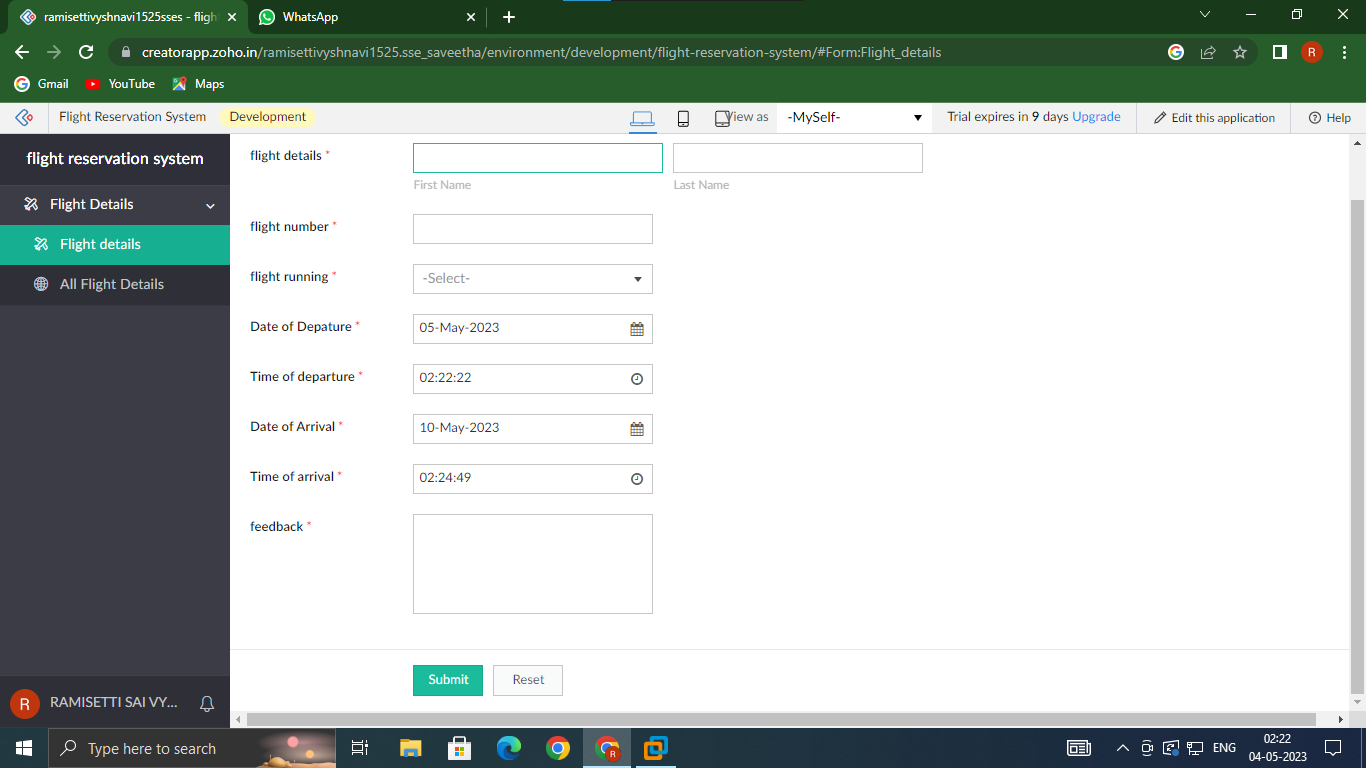 ramisettivyshnavi1525sses - fligh
WhatsApp
creatorapp.zoho.in/ramisettivyshnavi1525.sse_saveetha/environment/development/flight-reservation-system/#Form:Flight_details
R
Gmail
YouTube
Maps
Flight Reservation System
Development
View as
-MySelf-
Trial expires in 9 days Upgrade
Edit this application
Help
flight reservation system
Flight Details
Flight details
All Flight Details
flight details *
First Name
Last Name
flight number *
flight running *
-Select-
Date of Depature *
05-May-2023
Time of departure *
02:22:22
Date of Arrival *
10-May-2023
Time of arrival *
02:24:49
feedback *
Submit
Reset
R
RAMISETTI SAI VY...
Type here to search
R
ENG
02:22
04-05-2023